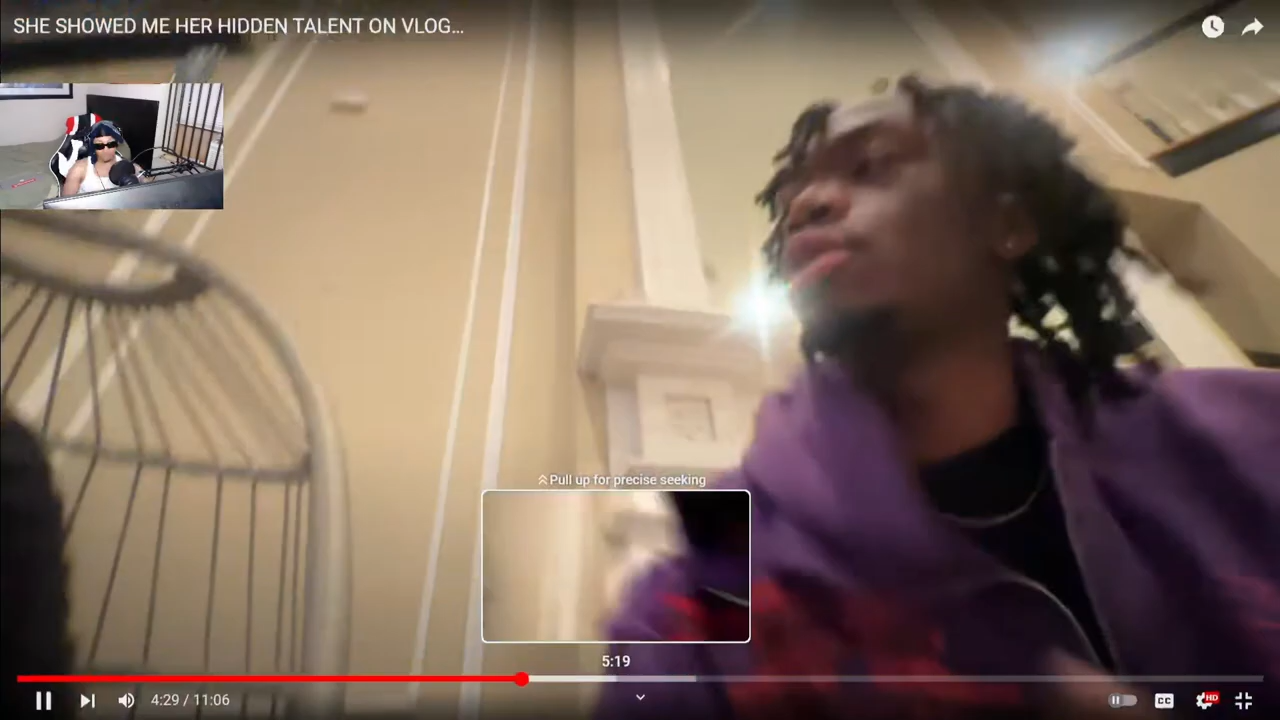 SHE SHOWED ME HER HIDDEN TALENT ON VLOG...
Pull up for precise seeking
5:19
4:29 / 11:06
CC
HD